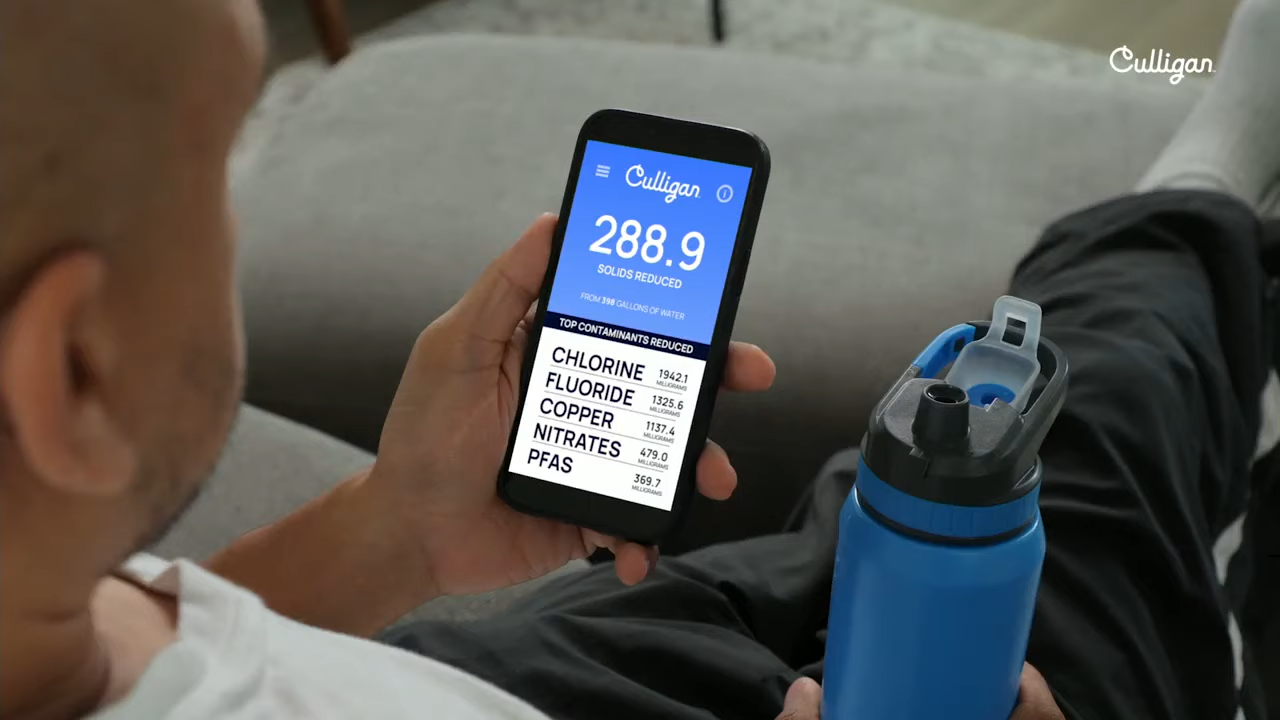 Culligan
Culligan
288.9
SOLIDS REDUCED
FROM 398 GALLONS OF WATER
TOP CONTAMINANTS REDUCED
CHLORINE 1942.1
MILLIGRAMS
FLUORIDE 1325.6
MILLIGRAMS
COPPER 1137.4
MILLIGRAMS
NITRATES 479.0
MILLIGRAMS
PFAS 369.7
MILLIGRAMS